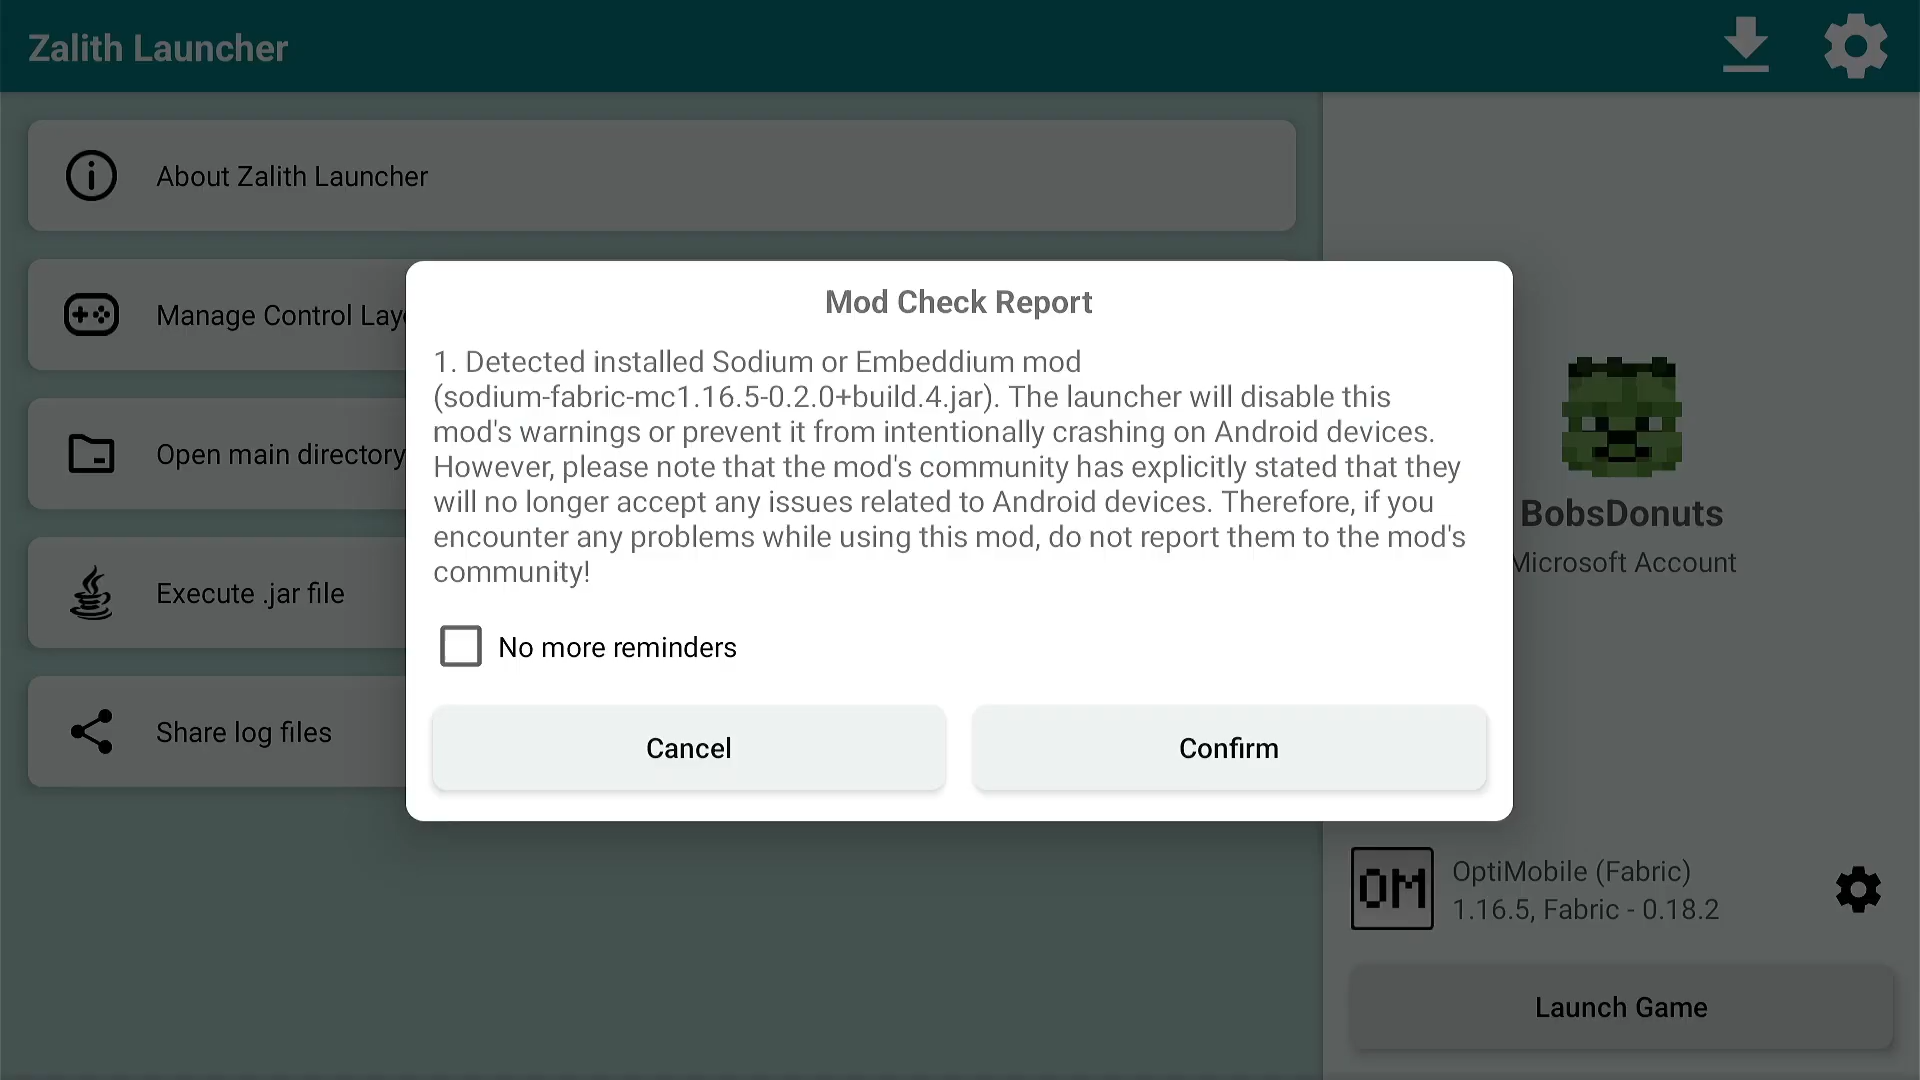 Zalith Launcher
About Zalith Launcher
Manage Control Lay
Open main directory
Execute .jar file
Share log files
Mod Check Report
1. Detected installed Sodium or Embeddium mod
(sodium-fabric-mc1.16.5-0.2.0+build.4.jar). The launcher will disable this
mod's warnings or prevent it from intentionally crashing on Android devices.
However, please note that the mod's community has explicitly stated that they
will no longer accept any issues related to Android devices. Therefore, if you
encounter any problems while using this mod, do not report them to the mod's
community!
No more reminders
Cancel
Confirm
BobsDonuts
Microsoft Account
OM
OptiMobile (Fabric)
1.16.5, Fabric - 0.18.2
Launch Game